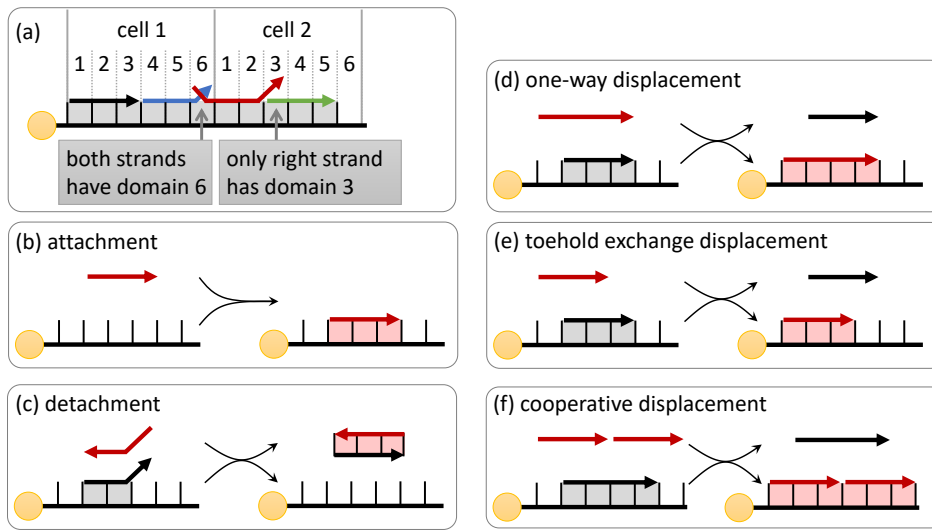 (a)
cell 1 cell 2
1 2 3 4 5 6 1 2 3 4 5 6
both strands
have domain 6
only right strand
has domain 3
(b) attachment
(c) detachment
(d) one-way displacement
(e) toehold exchange displacement
(f) cooperative displacement